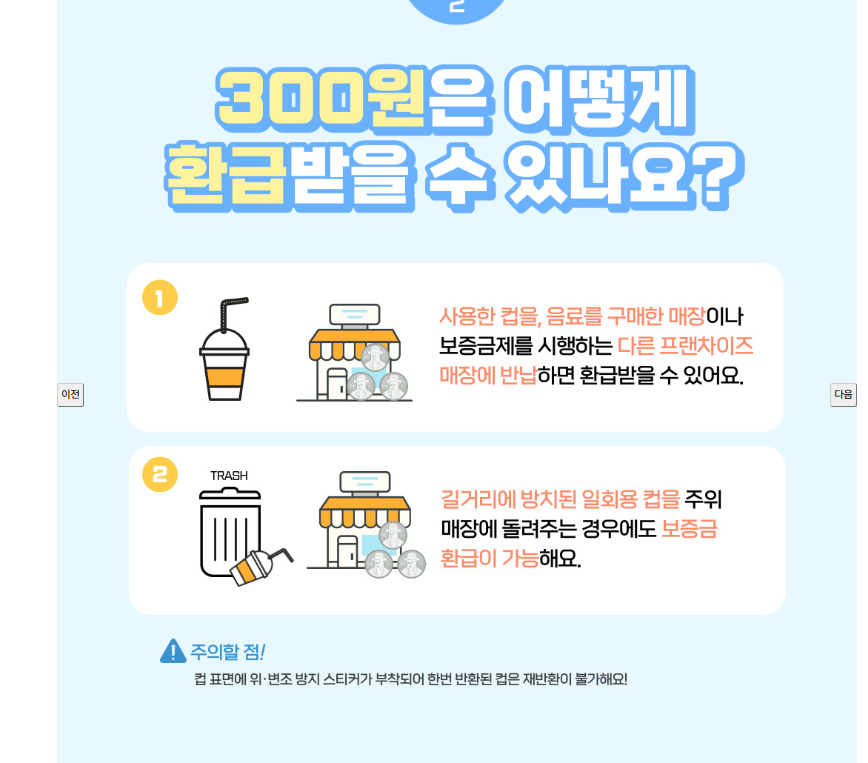 2
300원은 어떻게
환급받을 수 있나요?
1
사용한 컵을, 음료를 구매한 매장이나
보증금제를 시행하는 다른 프랜차이즈
매장에 반납하면 환급받을 수 있어요.
이전
다음
2
TRASH
길거리에 방치된 일회용 컵을 주위
매장에 돌려주는 경우에도 보증금
환급이 가능해요.
주의할 점!
컵 표면에 위·변조 방지 스티커가 부착되어 한번 반환된 컵은 재반환이 불가해요!